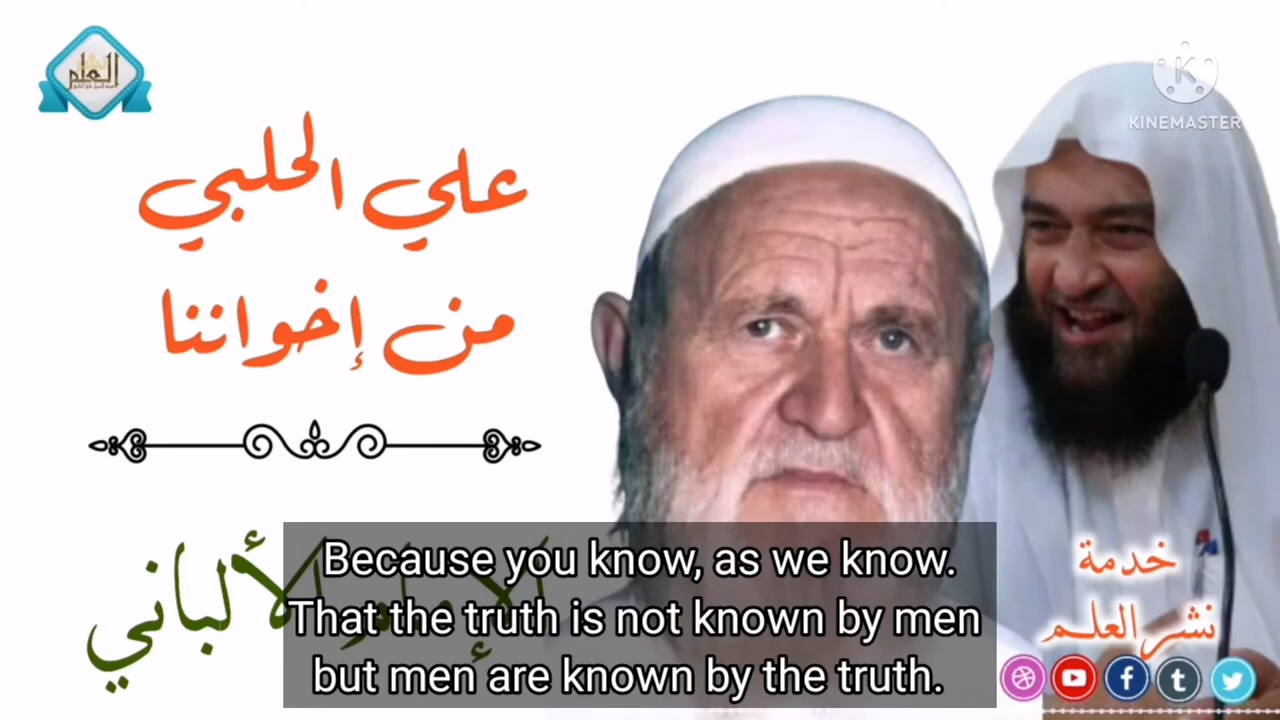 العلم
KINEMASTER
علي الحلبي
من إخواننا
الإمام الألباني
Because you know, as we know.
That the truth is not known by men
but men are known by the truth.
خدمة
نشر العلم